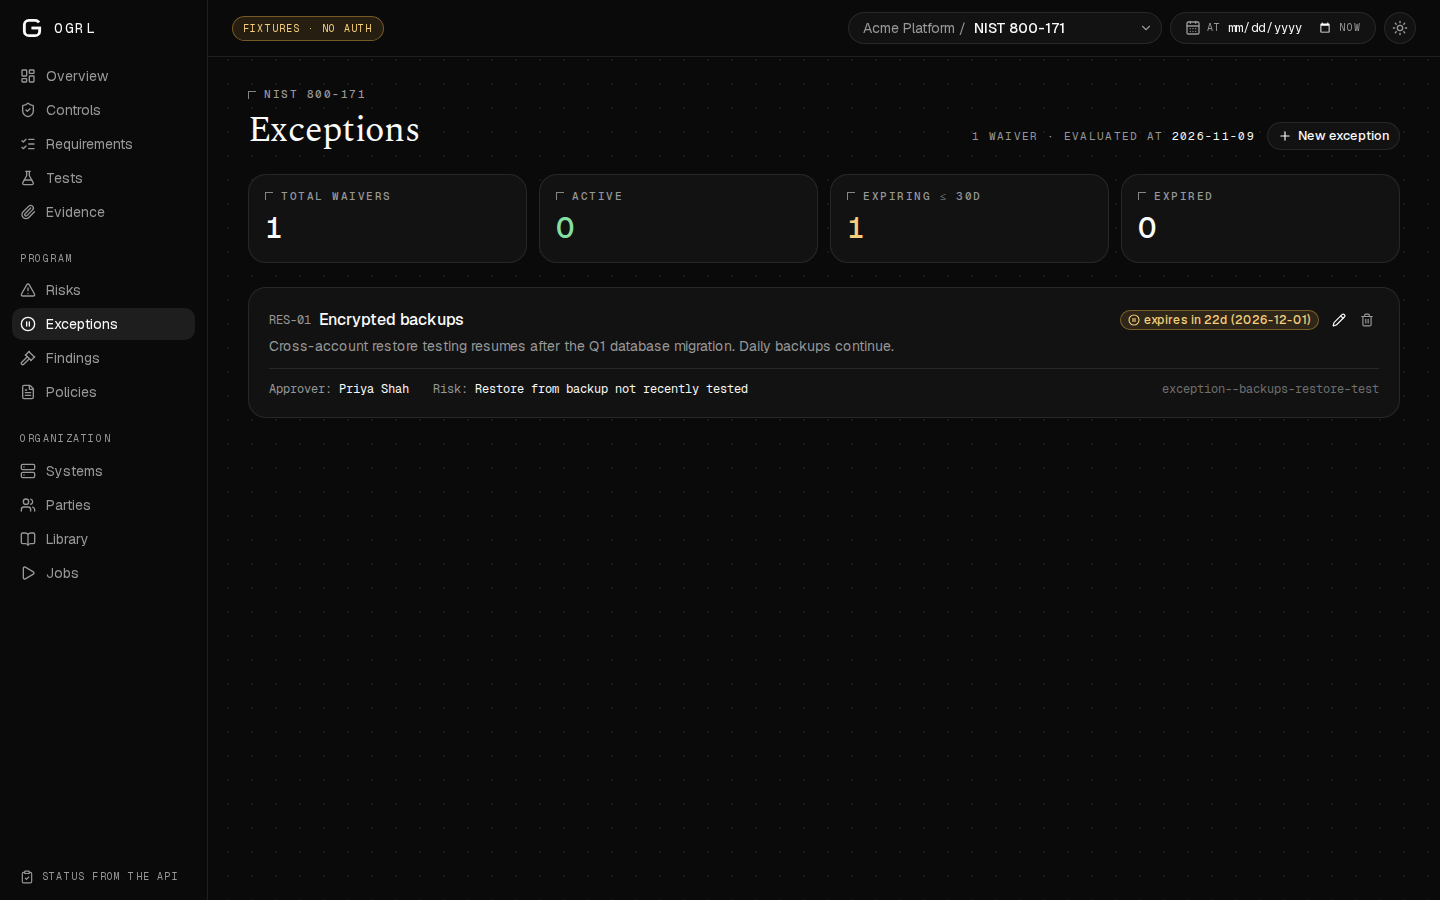 OGRL
FIXTURES · NO AUTH
Acme Platform / NIST 800-171
AT mm/dd/yyyy NOW
Overview
Controls
Requirements
Tests
Evidence
PROGRAM
Risks
Exceptions
Findings
Policies
ORGANIZATION
Systems
Parties
Library
Jobs
STATUS FROM THE API
NIST 800-171
Exceptions
1 WAIVER · EVALUATED AT 2026-11-09
New exception
TOTAL WAIVERS
1
ACTIVE
0
EXPIRING ≤ 30D
1
EXPIRED
0
RES-01 Encrypted backups
expires in 22d (2026-12-01)
Cross-account restore testing resumes after the Q1 database migration. Daily backups continue.
Approver: Priya Shah Risk: Restore from backup not recently tested
exception--backups-restore-test